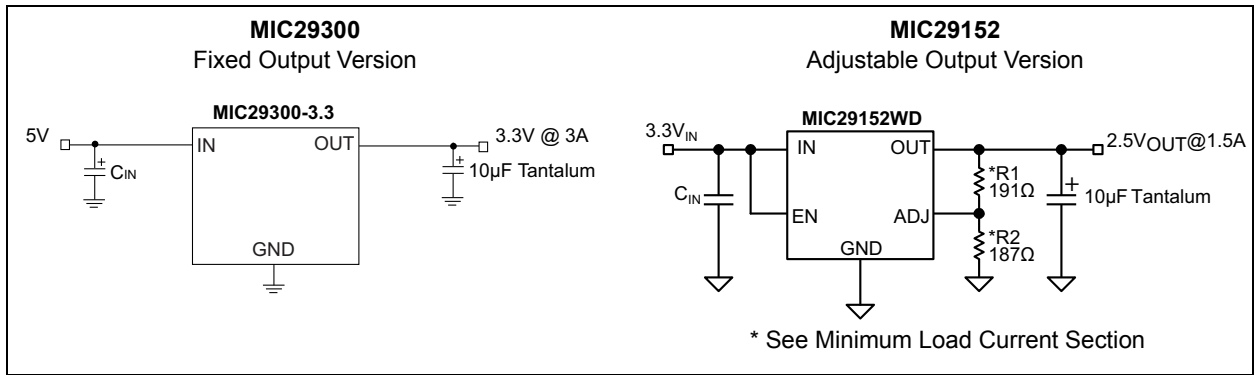 MIC29300
Fixed Output Version
MIC29300-3.3
5V
IN
OUT
3.3V @ 3A
+
CIN
+
10µF Tantalum
GND
MIC29152
Adjustable Output Version
MIC29152WD
3.3VIN
IN
OUT
2.5VOUT@1.5A
*R1
191Ω
+
CIN
10µF Tantalum
EN
ADJ
*R2
187Ω
GND
* See Minimum Load Current Section